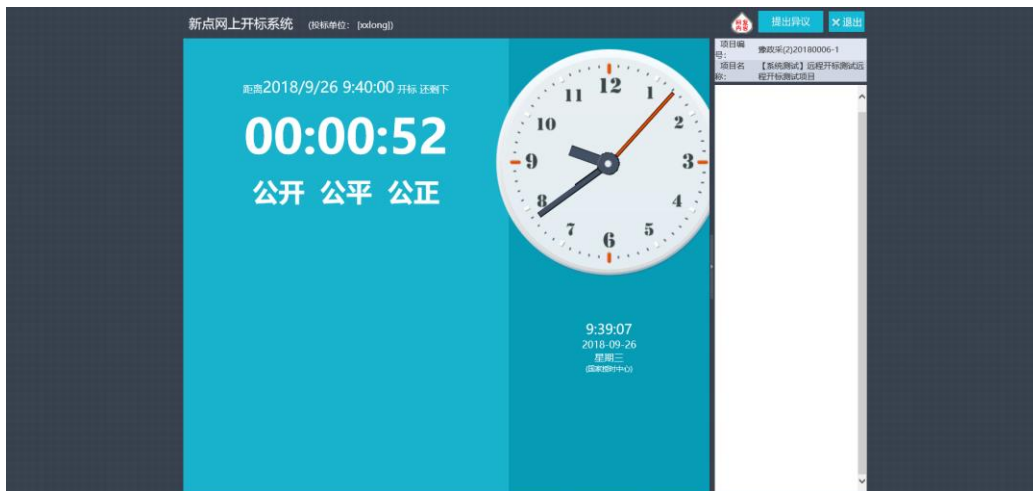 新点网上开标系统 (投标单位： [xxlong])
提出异议
×退出
项目编号：
豫政采(2)20180006-1
项目名称：
【系统测试】远程开标测试远
程开标测试项目
距离2018/9/26 9:40:00 开标 还剩下
00:00:52
公开 公平 公正
12
1
2
3
4
5
6
7
8
9
10
11
9:39:07
2018-09-26
星期三
(国家授时中心)